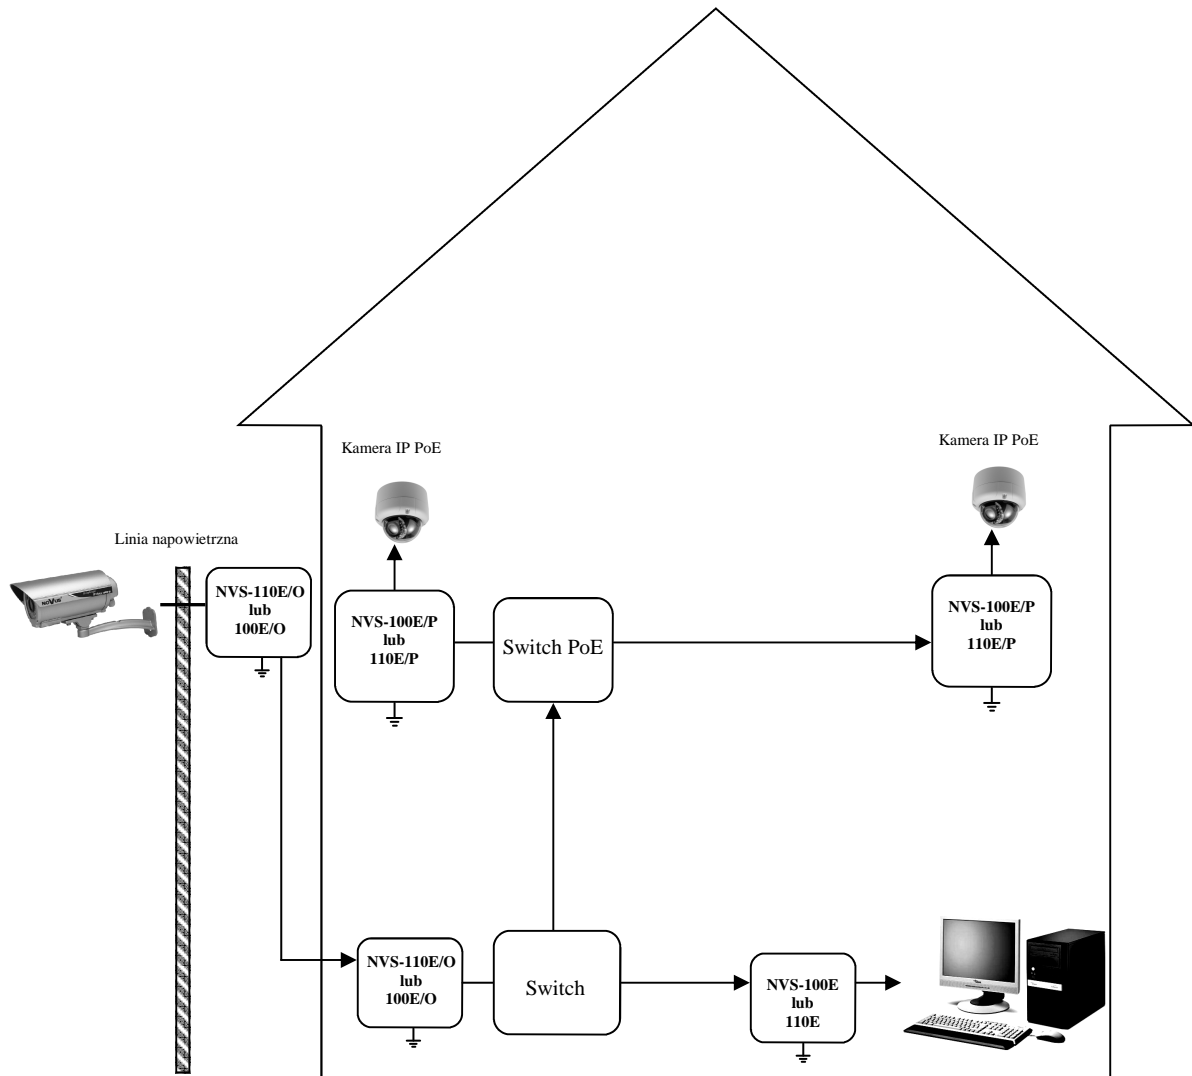 Kamera IP PoE
Kamera IP PoE
Linia napowietrzna
NOVUS
NVS-110E/O
lub
100E/O
NVS-100E/P
lub
110E/P
Switch PoE
NVS-100E/P
lub
110E/P
NVS-110E/O
lub
100E/O
Switch
NVS-100E
lub
110E